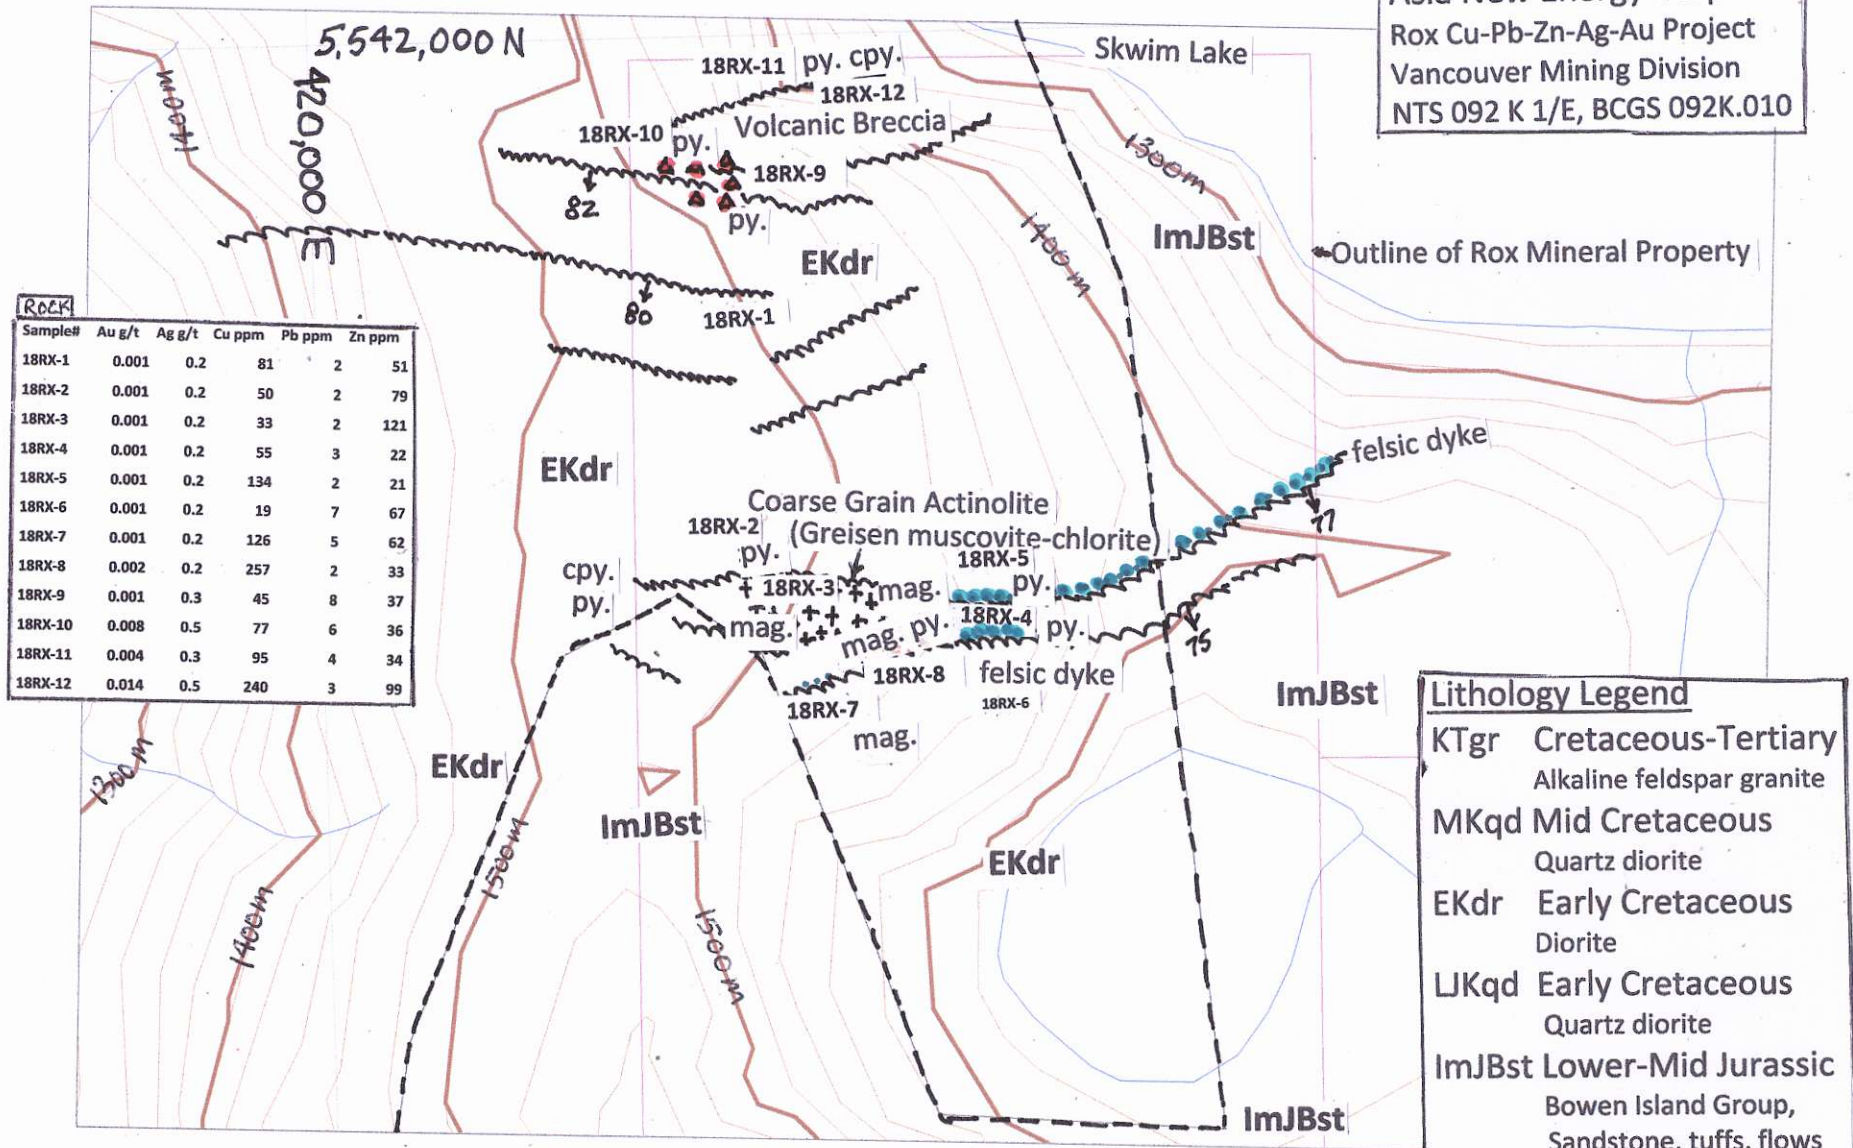 Rox Cu-Pb-Zn-Ag-Au Project
Vancouver Mining Division
NTS 092 K 1/E, BCGS 092K.010
5,542,000 N
420,000 E
1400m
18RX-11 py. cpy.
18RX-12
Skwim Lake
18RX-10
py.
Volcanic Breccia
18RX-9
82
py.
1300m
1400 m
ImJBst
EKdr
Outline of Rox Mineral Property
80
18RX-1
ROCK
Sample# Au g/t Ag g/t Cu ppm Pb ppm Zn ppm
18RX-1 0.001 0.2 81 2 51
18RX-2 0.001 0.2 50 2 79
18RX-3 0.001 0.2 33 2 121
18RX-4 0.001 0.2 55 3 22
18RX-5 0.001 0.2 134 2 21
18RX-6 0.001 0.2 19 7 67
18RX-7 0.001 0.2 126 5 62
18RX-8 0.002 0.2 257 2 33
18RX-9 0.001 0.3 45 8 37
18RX-10 0.008 0.5 77 6 36
18RX-11 0.004 0.3 95 4 34
18RX-12 0.014 0.5 240 3 99
EKdr
felsic dyke
77
Coarse Grain Actinolite
(Greisen muscovite-chlorite)
18RX-2
py.
cpy.
py.
18RX-3
mag.
18RX-5
py.
mag.
mag. py.
18RX-4
py.
75
18RX-8
felsic dyke
18RX-7
18RX-6
mag.
ImJBst
EKdr
1300 m
ImJBst
1500 m
EKdr
1400m
1500 m
ImJBst
Lithology Legend
KTgr Cretaceous-Tertiary
Alkaline feldspar granite
MKqd Mid Cretaceous
Quartz diorite
EKdr Early Cretaceous
Diorite
LJKqd Early Cretaceous
Quartz diorite
ImJBst Lower-Mid Jurassic
Bowen Island Group,
Sandstone, tuffs, flows